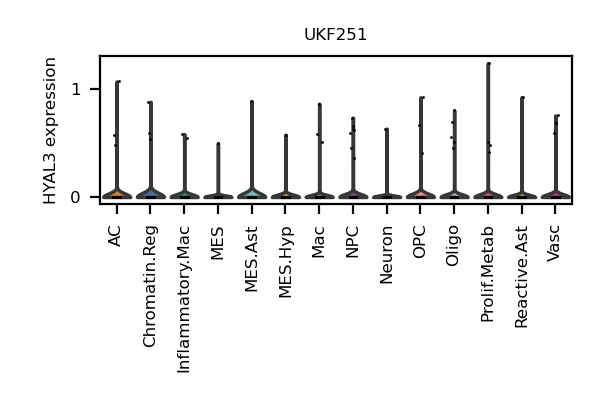 UKF251
HYAL3 expression
1
0
AC
Chromatin.Reg
Inflammatory.Mac
MES
MES.Ast
MES.Hyp
Mac
NPC
Neuron
OPC
Oligo
Prolif.Metab
Reactive.Ast
Vasc